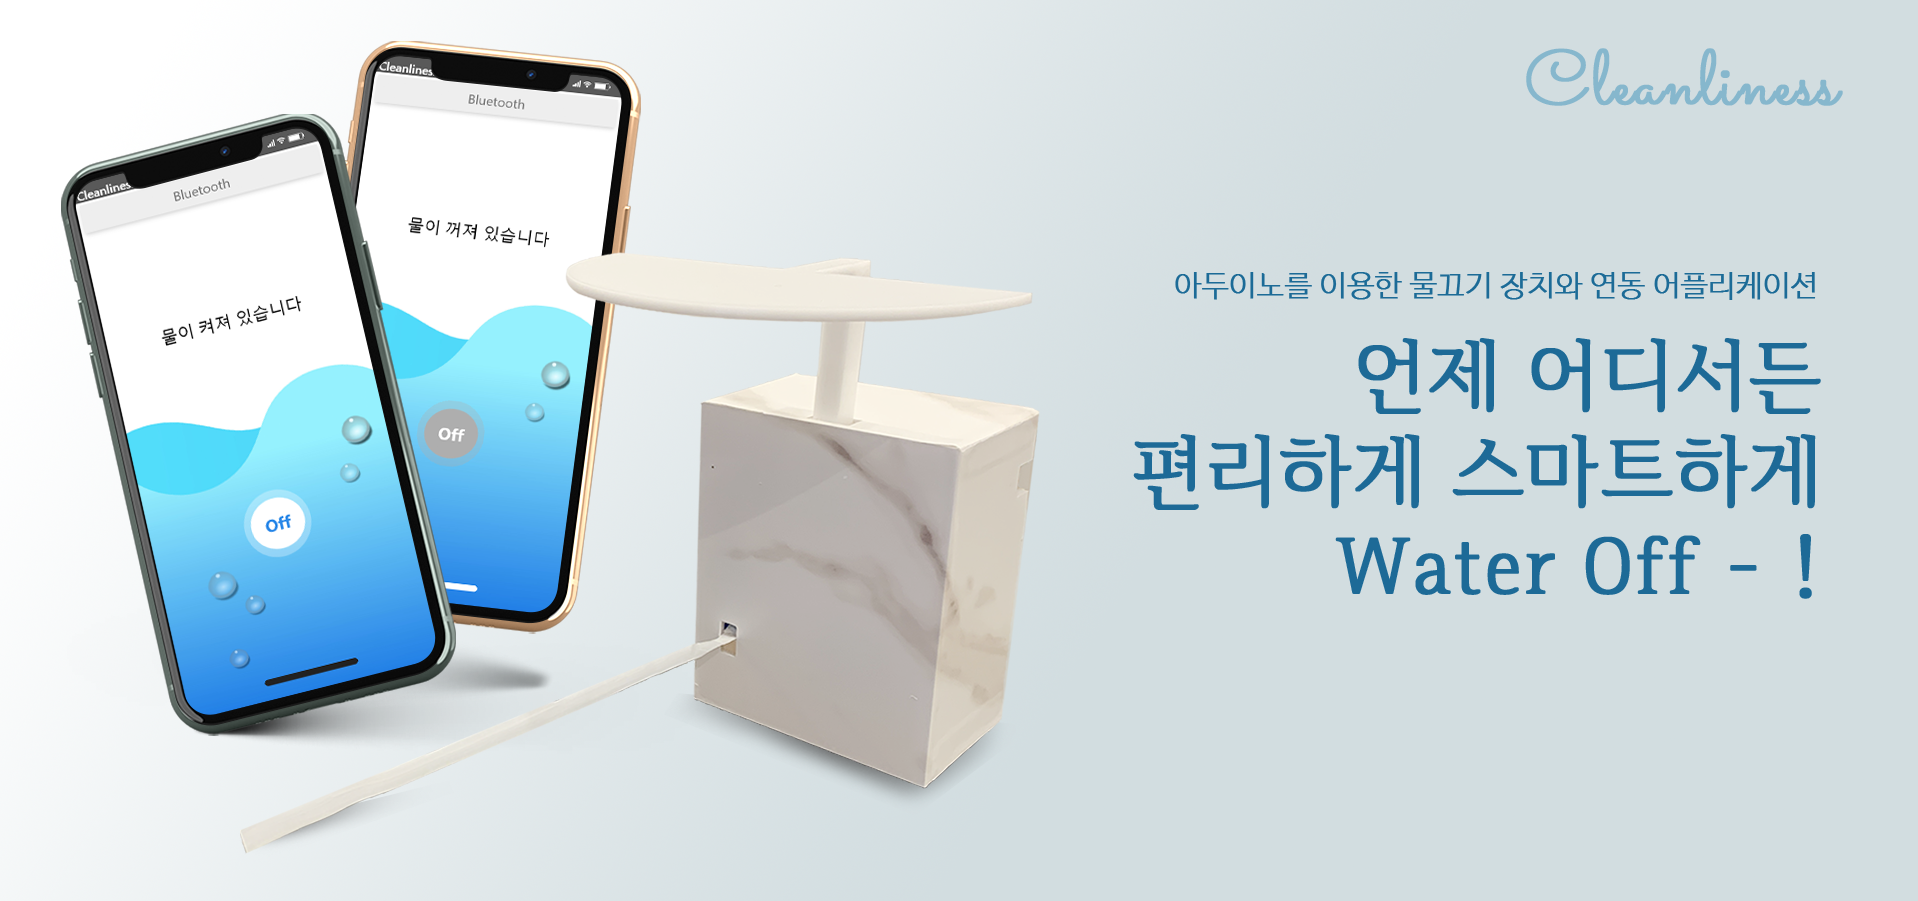 Cleanliness
Bluetooth
물이 꺼져 있습니다
Off
Cleanliness
Bluetooth
물이 켜져 있습니다
Off
Cleanliness
아두이노를 이용한 물끄기 장치와 연동 어플리케이션
언제 어디서든
편리하게 스마트하게
Water Off - !